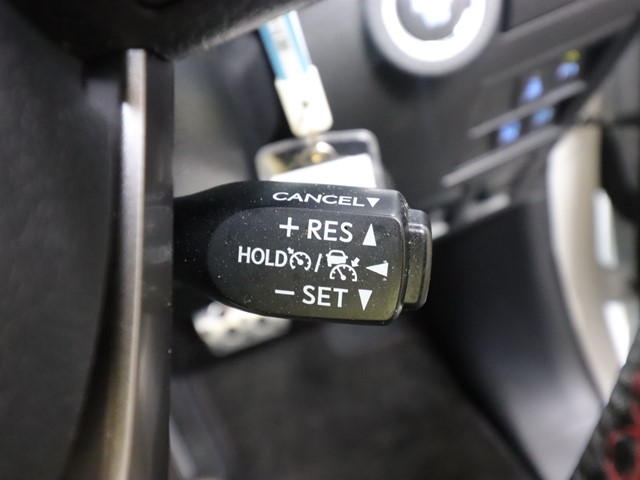 CANCEL▼
+ RES ▲
HOLD / ◀
− SET ▼